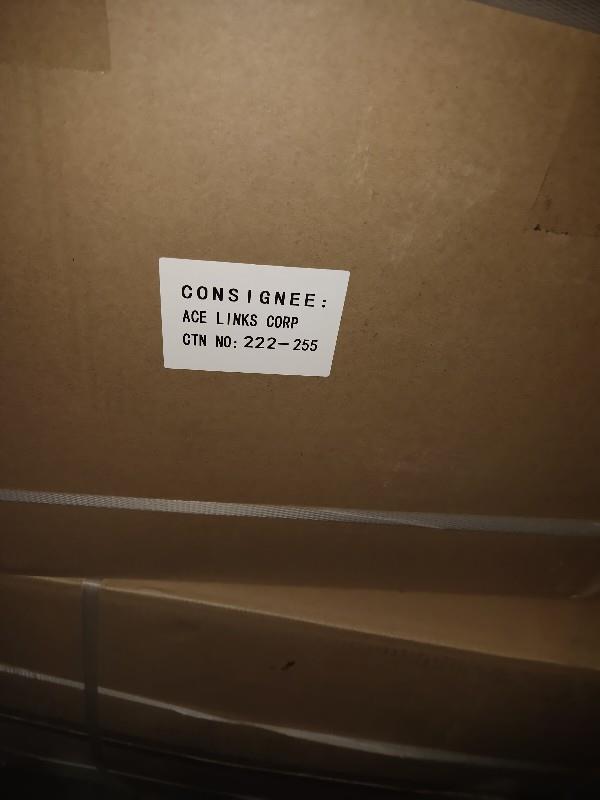 CONSIGNEE:
ACE LINKS CORP
CTN NO: 222-255